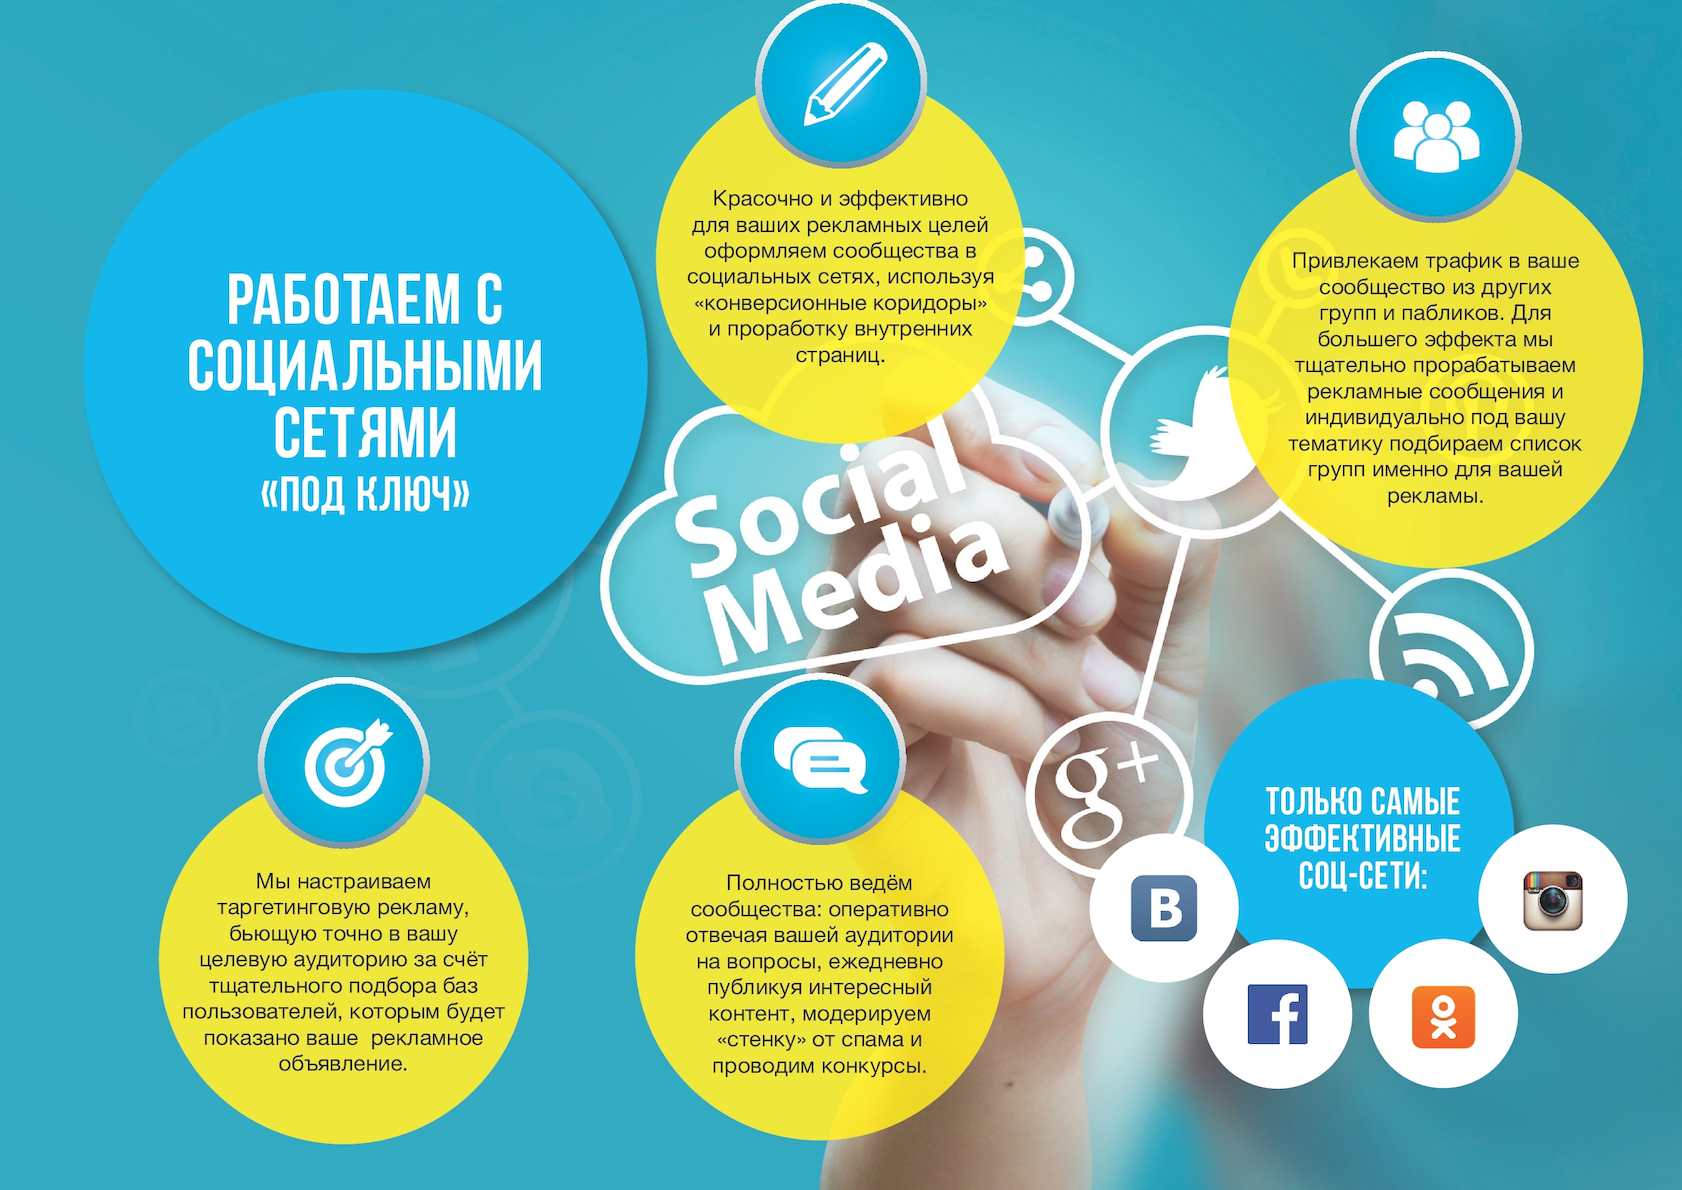 РАБОТАЕМ С
СОЦИАЛЬНЫМИ
СЕТЯМИ
«ПОД КЛЮЧ»
Красочно и эффективно
для ваших рекламных целей
оформляем сообщества в
социальных сетях, используя
«конверсионные коридоры»
и проработку внутренних
страниц.
Привлекаем трафик в ваше
сообщество из других
групп и пабликов. Для
большего эффекта мы
тщательно прорабатываем
рекламные сообщения и
индивидуально под вашу
тематику подбираем список
групп именно для вашей
рекламы.
Social
Media
g+
Мы настраиваем
таргетинговую рекламу,
бьющую точно в вашу
целевую аудиторию за счёт
тщательного подбора баз
пользователей, которым будет
показано ваше  рекламное
объявление.
Полностью ведём
сообщества: оперативно
отвечая вашей аудитории
на вопросы, ежедневно
публикуя интересный
контент, модерируем
«стенку» от спама и
проводим конкурсы.
ТОЛЬКО САМЫЕ
ЭФФЕКТИВНЫЕ
СОЦ-СЕТИ:
B
f